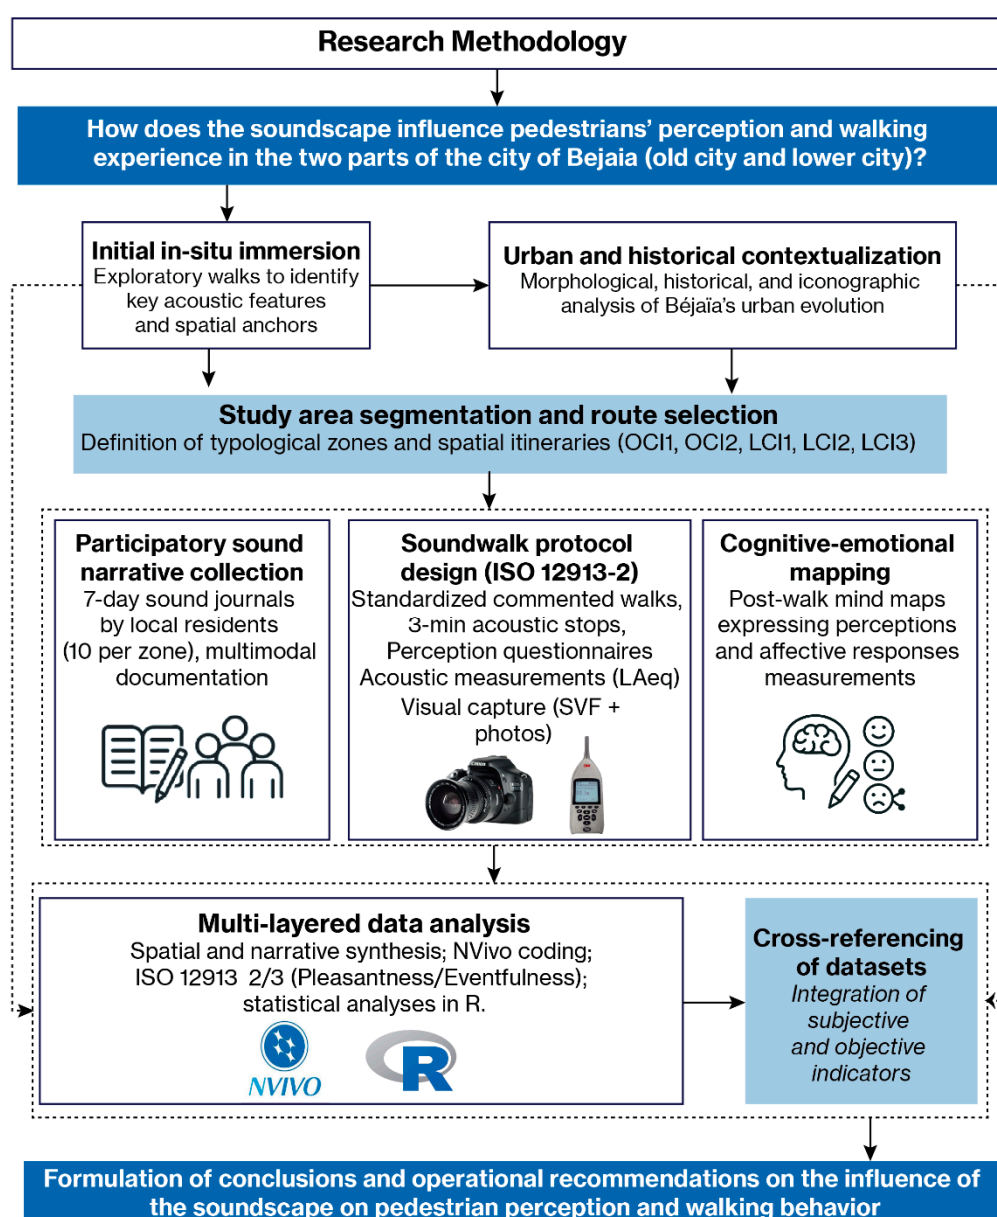 Research Methodology
How does the soundscape influence pedestrians' perception and walking
experience in the two parts of the city of Bejaia (old city and lower city)?
Initial in-situ immersion
Exploratory walks to identify
key acoustic features
and spatial anchors
Urban and historical contextualization
Morphological, historical, and iconographic
analysis of Béjaïa's urban evolution
Study area segmentation and route selection
Definition of typological zones and spatial itineraries (OCI1, OCI2, LCI1, LCI2, LCI3)
Participatory sound
narrative collection
7-day sound journals
by local residents
(10 per zone), multimodal
documentation
Soundwalk protocol
design (ISO 12913-2)
Standardized commented walks,
3-min acoustic stops,
Perception questionnaires
Acoustic measurements (LAeq)
Visual capture (SVF +
photos)
Cognitive-emotional
mapping
Post-walk mind maps
expressing perceptions
and affective responses
measurements
Multi-layered data analysis
Spatial and narrative synthesis; NVivo coding;
ISO 12913 2/3 (Pleasantness/Eventfulness);
statistical analyses in R.
NVIVO
R
Cross-referencing
of datasets
Integration of
subjective
and objective
indicators
Formulation of conclusions and operational recommendations on the influence of
the soundscape on pedestrian perception and walking behavior